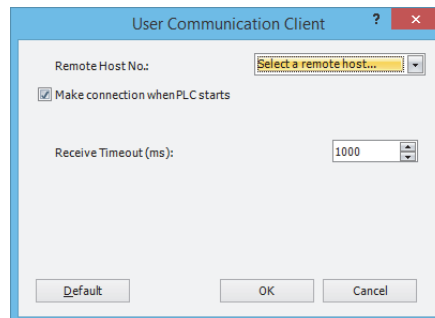 User Communication Client
?
×
Remote Host No.:
Select a remote host...
Make connection when PLC starts
Receive Timeout (ms):
1000
Default
OK
Cancel